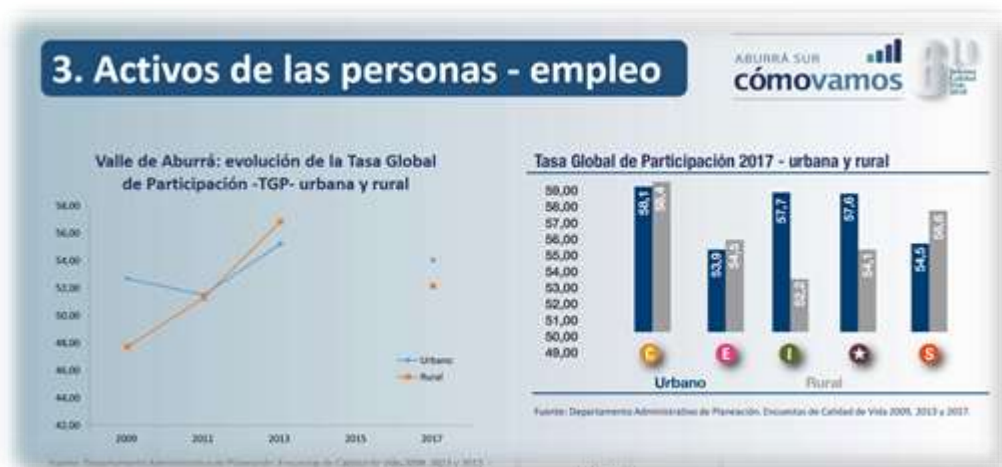 3. Activos de las personas - empleo
ABURRÁ SUR
cómovamos
Valle de Aburrá: evolución de la Tasa Global
de Participación -TGP- urbana y rural
58,00
56,00
54,00
52,00
50,00
48,00
46,00
44,00
42,00
2009
2011
2013
2015
2017
Urbano
Rural
Tasa Global de Participación 2017 - urbana y rural
59,00
58,00
57,00
56,00
55,00
54,00
53,00
52,00
51,00
50,00
49,00
58,1
58,4
53,9
54,5
57,7
57,6
54,1
54,5
56,6
C
E
I
S
Urbano
Rural
Fuente: Departamento Administrativo de Planeación. Encuestas de Calidad de Vida 2009, 2013 y 2017.